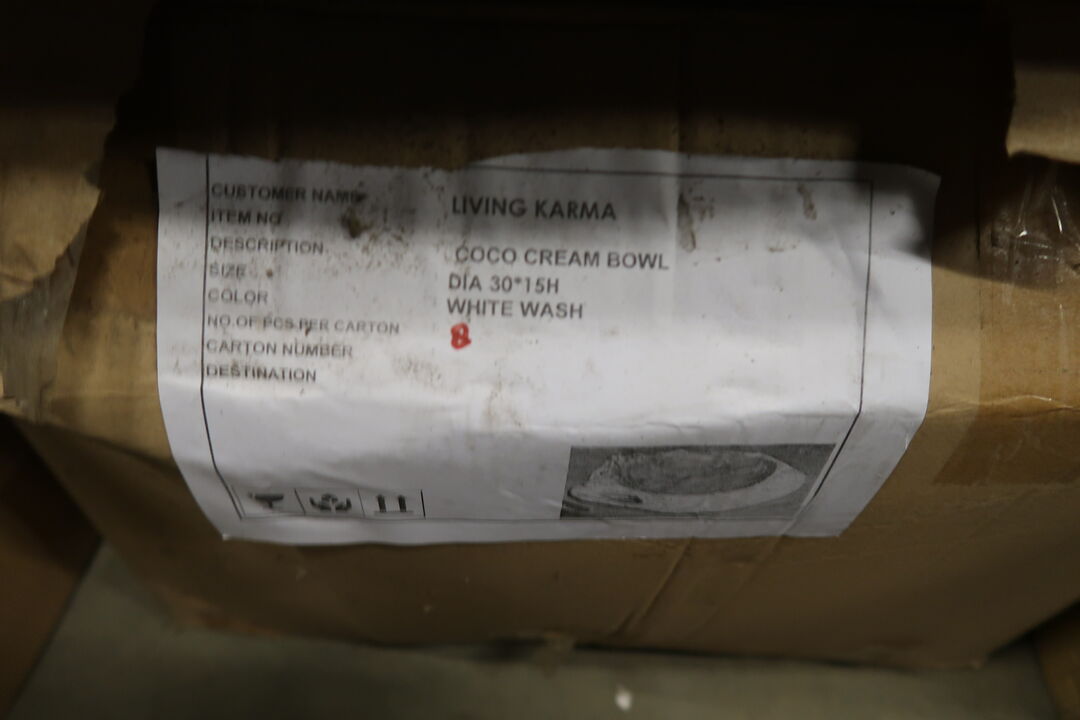 CUSTOMER NAME LIVING KARMA
ITEM NO
DESCRIPTION COCO CREAM BOWL
SIZE DIA 30*15H
COLOR WHITE WASH
NO.OF PCS.PER CARTON 8
CARTON NUMBER
DESTINATION